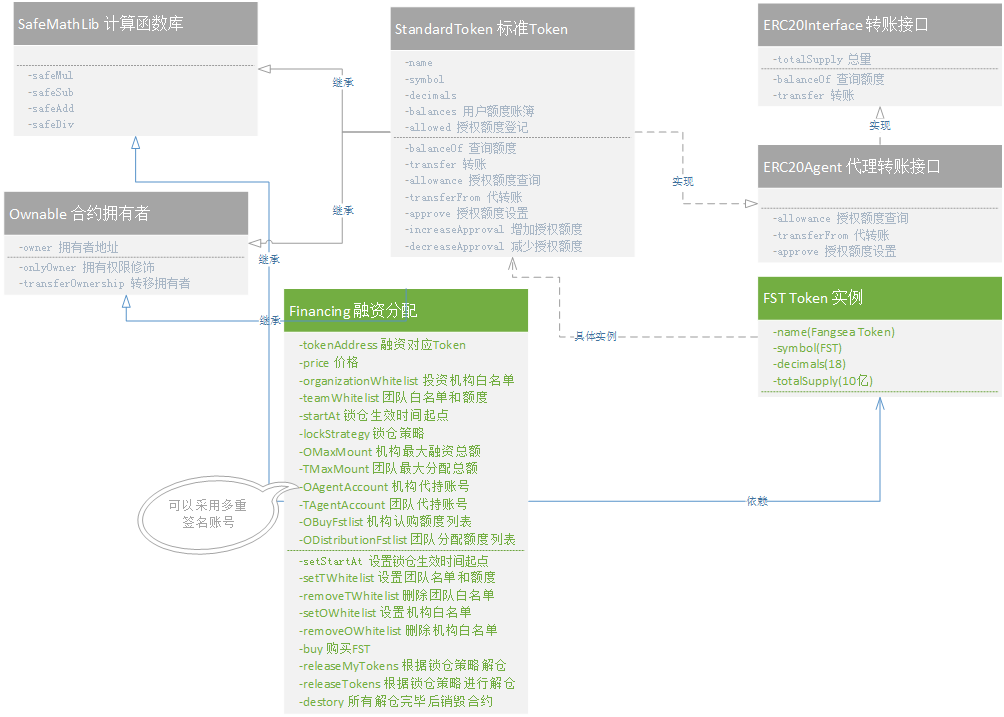 SafeMathLib 计算函数库
-safeMul
-safeSub
-safeAdd
-safeDiv
StandardToken 标准Token
-name
-symbol
-decimals
-balances 用户额度账簿
-allowed 授权额度登记
-balanceOf 查询额度
-transfer 转账
-allowance 授权额度查询
-transferFrom 代转账
-approve 授权额度设置
-increaseApproval 增加授权额度
-decreaseApproval 减少授权额度
ERC20Interface 转账接口
-totalSupply 总量
-balanceOf 查询额度
-transfer 转账
实现
ERC20Agent 代理转账接口
-allowance 授权额度查询
-transferFrom 代转账
-approve 授权额度设置
继承
继承
实现
Ownable 合约拥有者
-owner 拥有者地址
-onlyOwner 拥有权限修饰
-transferOwnership 转移拥有者
继承
继承
具体实例
FST Token 实例
-name(Fangsea Token)
-symbol(FST)
-decimals(18)
-totalSupply(10亿)
Financing 融资分配
-tokenAddress 融资对应Token
-price 价格
-organizationWhitelist 投资机构白名单
-teamWhitelist 团队白名单和额度
-startAt 锁仓生效时间起点
-lockStrategy 锁仓策略
-OMaxMount 机构最大融资总额
-TMaxMount 团队最大分配总额
-OAgentAccount 机构代持账号
-TAgentAccount 团队代持账号
-OBuyFstlist 机构认购额度列表
-ODistributionFstlist 团队分配额度列表
-setStartAt 设置锁仓生效时间起点
-setTWhitelist 设置团队名单和额度
-removeTWhitelist 删除团队白名单
-setOWhitelist 设置机构白名单
-removeOWhitelist 删除机构白名单
-buy 购买FST
-releaseMyTokens 根据锁仓策略解仓
-releaseTokens 根据锁仓策略进行解仓
-destory 所有解仓完毕后销毁合约
可以采用多重
签名账号
依赖